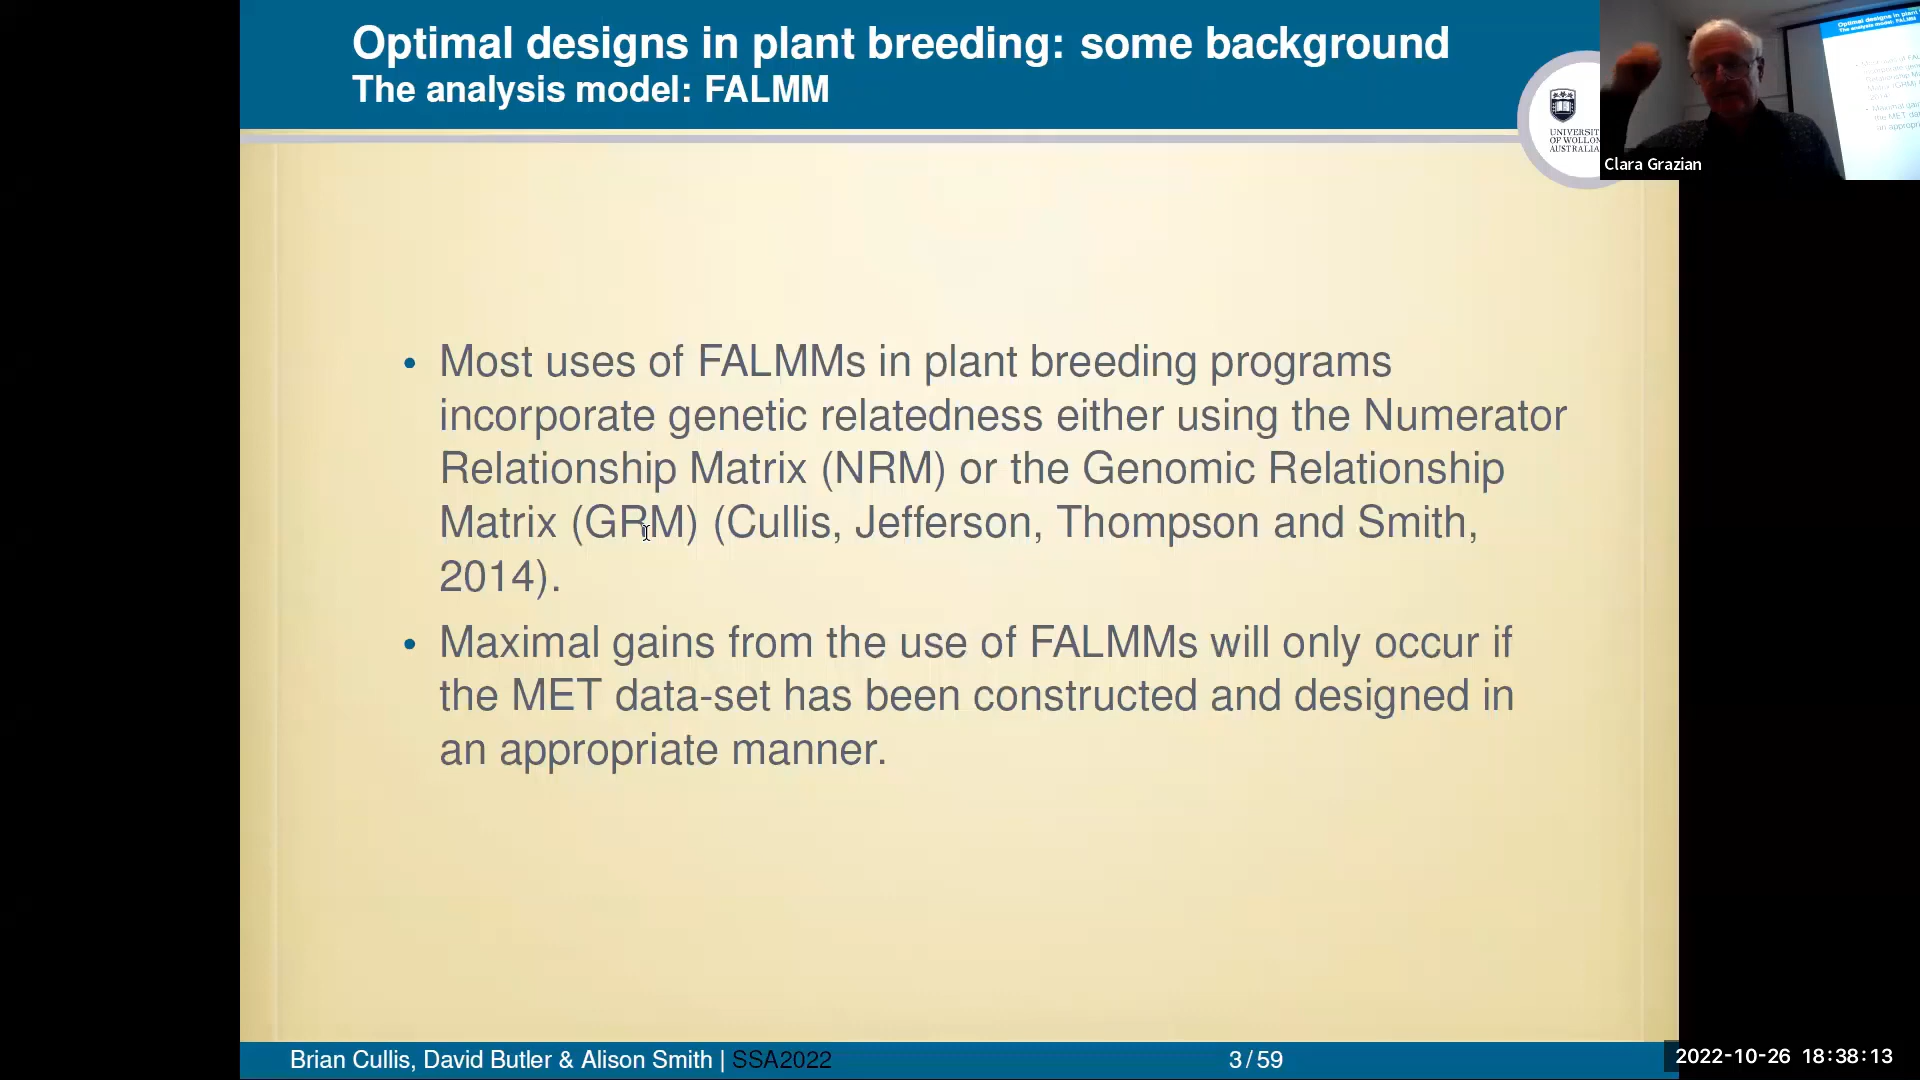 Optimal designs in plant breeding: some background
The analysis model: FALMM
UNIVERSIT
OF WOLLON
AUSTRALIA
Clara Grazian
• Most uses of FALMMs in plant breeding programs
incorporate genetic relatedness either using the Numerator
Relationship Matrix (NRM) or the Genomic Relationship
Matrix (GRM) (Cullis, Jefferson, Thompson and Smith,
2014).
• Maximal gains from the use of FALMMs will only occur if
the MET data-set has been constructed and designed in
an appropriate manner.
Brian Cullis, David Butler & Alison Smith | SSA2022
3/59
2022-10-26 18:38:13